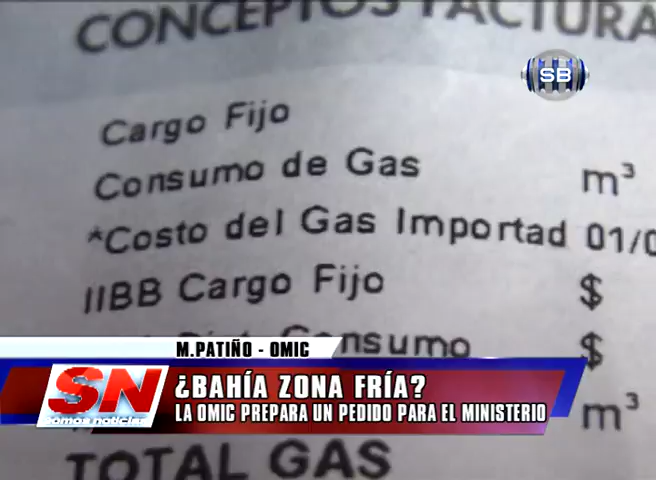 CONCEPTOS FACTURA
SB
Cargo Fijo
Consumo de Gas m³
*Costo del Gas Importad 01/0
IIBB Cargo Fijo $
Consumo $
M.PATIÑO - OMIC
SN
somos noticias
¿BAHÍA ZONA FRÍA?
LA OMIC PREPARA UN PEDIDO PARA EL MINISTERIO
m³
TOTAL GAS